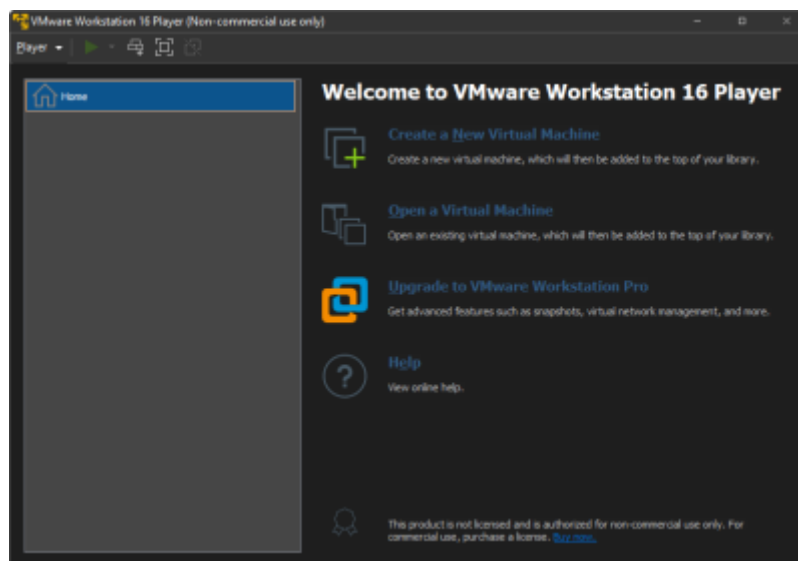 VMware Workstation 16 Player (Non-commercial use only)
Player
Home
Welcome to VMware Workstation 16 Player
Create a New Virtual Machine
Create a new virtual machine, which will then be added to the top of your library.
Open a Virtual Machine
Open an existing virtual machine, which will then be added to the top of your library.
Upgrade to VMware Workstation Pro
Get advanced features such as snapshots, virtual network management, and more.
Help
View online help.
This product is not licensed and is authorized for non-commercial use only. For
commercial use, purchase a license. Buy now.